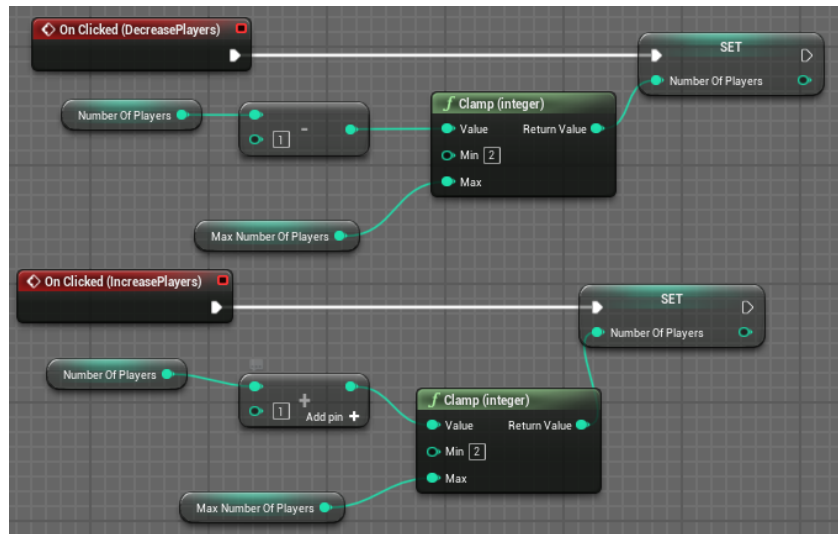 On Clicked (DecreasePlayers)
SET
Number Of Players
Number Of Players
1
-
Clamp (integer)
Value Return Value
Min 2
Max
Max Number Of Players
On Clicked (IncreasePlayers)
SET
Number Of Players
Number Of Players
1
+
Add pin +
Clamp (integer)
Value Return Value
Min 2
Max
Max Number Of Players